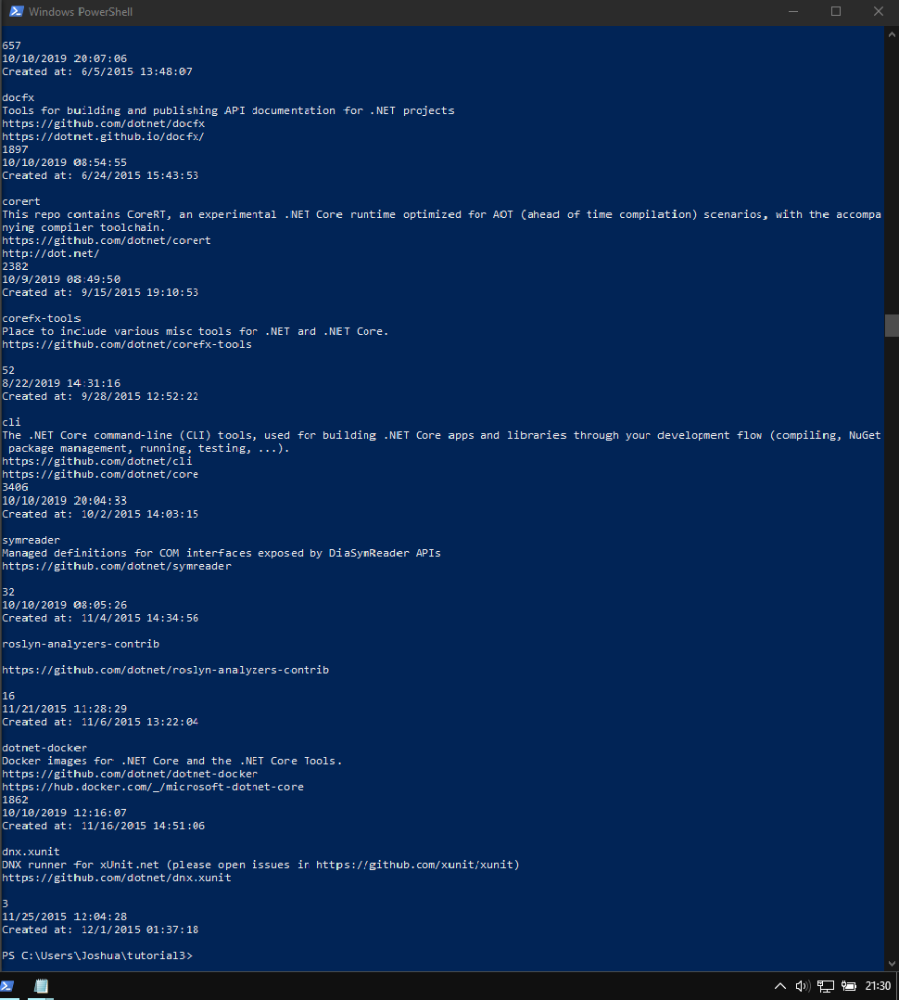 Windows PowerShell
657
10/10/2019 20:07:06
Created at: 6/5/2015 13:48:07
docfx
Tools for building and publishing API documentation for .NET projects
https://github.com/dotnet/docfx
https://dotnet.github.io/docfx/
1897
10/10/2019 08:54:55
Created at: 6/24/2015 15:43:53
corert
This repo contains CoreRT, an experimental .NET Core runtime optimized for AOT (ahead of time compilation) scenarios, with the accompa
nying compiler toolchain.
https://github.com/dotnet/corert
http://dot.net/
2382
10/9/2019 08:49:50
Created at: 9/15/2015 19:10:53
corefx-tools
Place to include various misc tools for .NET and .NET Core.
https://github.com/dotnet/corefx-tools
52
8/22/2019 14:31:16
Created at: 9/28/2015 12:52:22
cli
The .NET Core command-line (CLI) tools, used for building .NET Core apps and libraries through your development flow (compiling, NuGet
package management, running, testing, ...).
https://github.com/dotnet/cli
https://github.com/dotnet/core
3406
10/10/2019 20:04:33
Created at: 10/2/2015 14:03:15
symreader
Managed definitions for COM interfaces exposed by DiaSymReader APIs
https://github.com/dotnet/symreader
32
10/10/2019 08:05:26
Created at: 11/4/2015 14:34:56
roslyn-analyzers-contrib
https://github.com/dotnet/roslyn-analyzers-contrib
16
11/21/2015 11:28:29
Created at: 11/6/2015 13:22:04
dotnet-docker
Docker images for .NET Core and the .NET Core Tools.
https://github.com/dotnet/dotnet-docker
https://hub.docker.com/_/microsoft-dotnet-core
1862
10/10/2019 12:16:07
Created at: 11/16/2015 14:51:06
dnx.xunit
DNX runner for xUnit.net (please open issues in https://github.com/xunit/xunit)
https://github.com/dotnet/dnx.xunit
3
11/25/2015 12:04:28
Created at: 12/1/2015 01:37:18
PS C:\Users\Joshua\tutorial3>
21:30